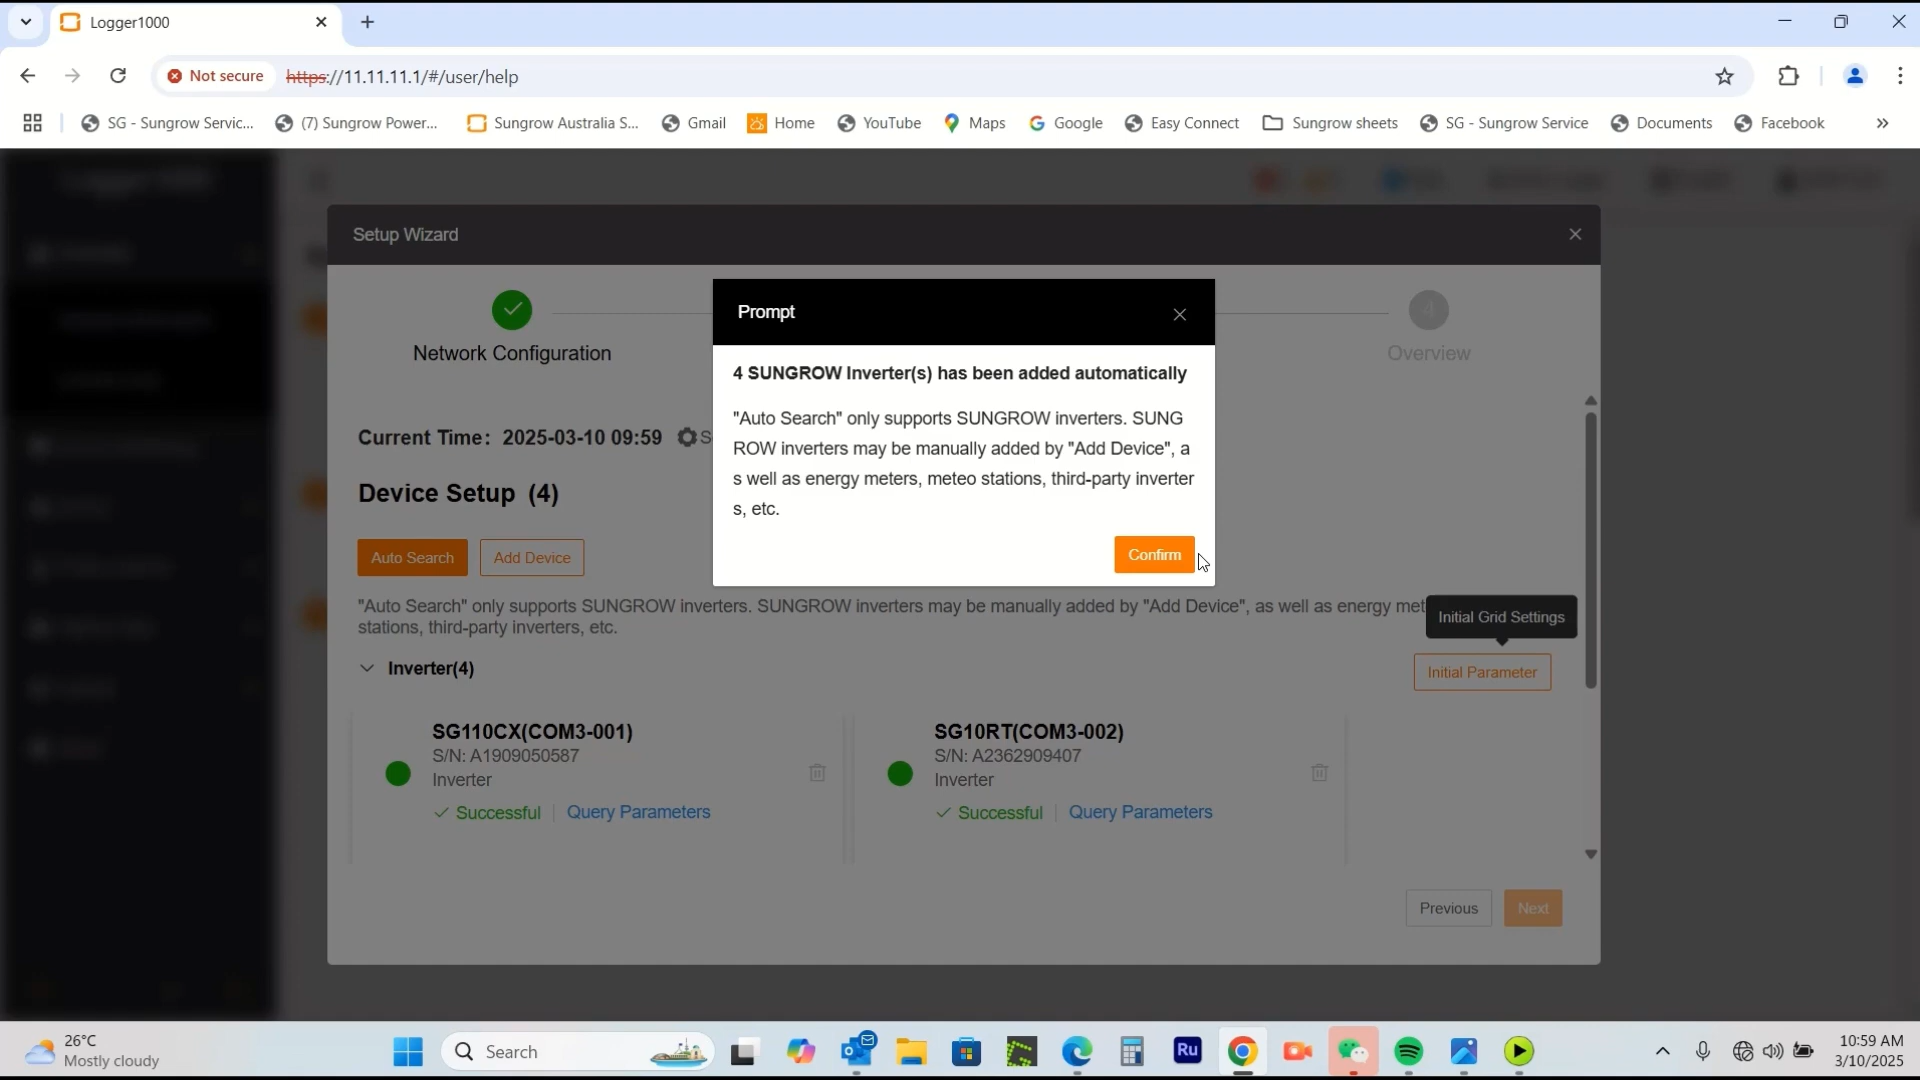 Logger1000
Not secure
https://11.11.11.1/#/user/help
SG - Sungrow Servic...
(7) Sungrow Power...
Sungrow Australia S...
Gmail
Home
YouTube
Maps
Google
Easy Connect
Sungrow sheets
SG - Sungrow Service
Documents
Facebook
Logger1000
Setup Wizard
Prompt
4
Network Configuration
Overview
4 SUNGROW Inverter(s) has been added automatically
"Auto Search" only supports SUNGROW inverters. SUNG
ROW inverters may be manually added by "Add Device", a
s well as energy meters, meteo stations, third-party inverter
s, etc.
Confirm
Current Time: 2025-03-10 09:59
S
Device Setup (4)
Auto Search
Add Device
"Auto Search" only supports SUNGROW inverters. SUNGROW inverters may be manually added by "Add Device", as well as energy met
stations, third-party inverters, etc.
Initial Grid Settings
Inverter(4)
Initial Parameter
SG110CX(COM3-001)
S/N: A1909050587
Inverter
Successful
Query Parameters
SG10RT(COM3-002)
S/N: A2362909407
Inverter
Successful
Query Parameters
Previous
Next
26°C
Mostly cloudy
Search
Ru
10:59 AM
3/10/2025